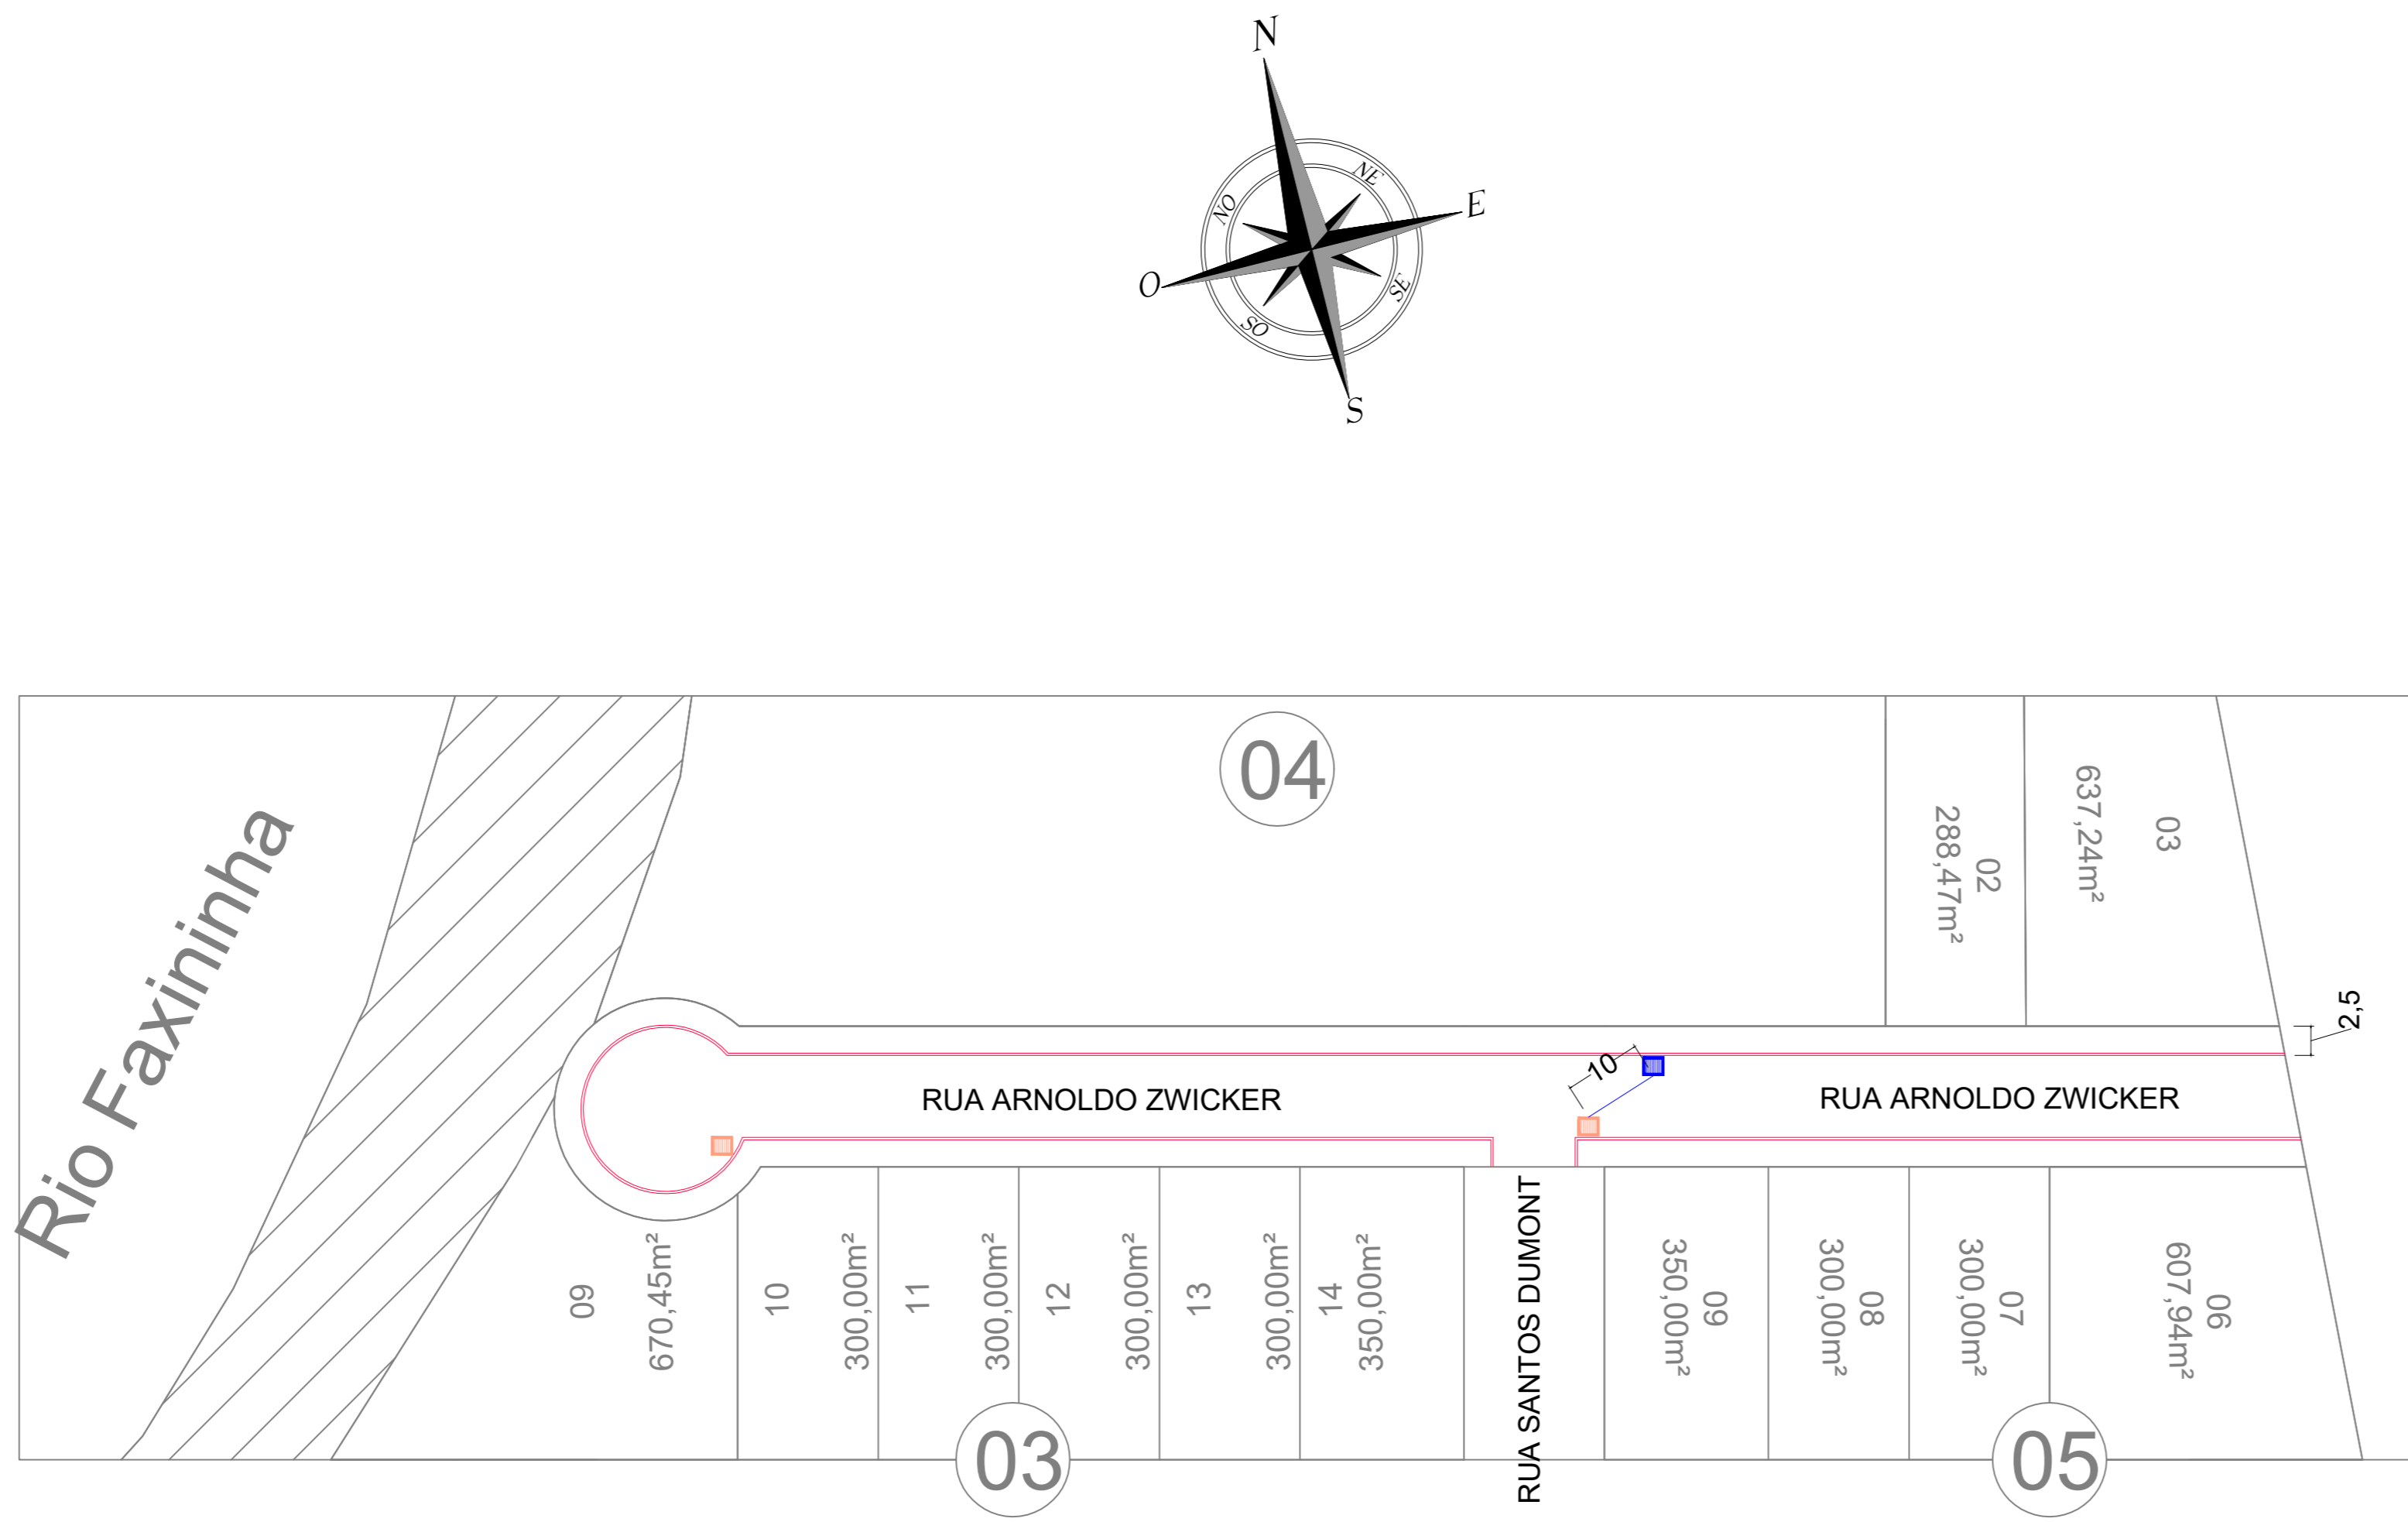 N
NE
NO
E
O
SE
SO
S
04
03
637,24m²
02
288,47m²
Rio Faxininha
2,5
10
RUA ARNOLDO ZWICKER
RUA ARNOLDO ZWICKER
09
670,45m²
10
300,00m²
11
300,00m²
12
300,00m²
13
300,00m²
14
350,00m²
RUA SANTOS DUMONT
09
350,00m²
08
300,00m²
07
300,00m²
06
607,94m²
03
05